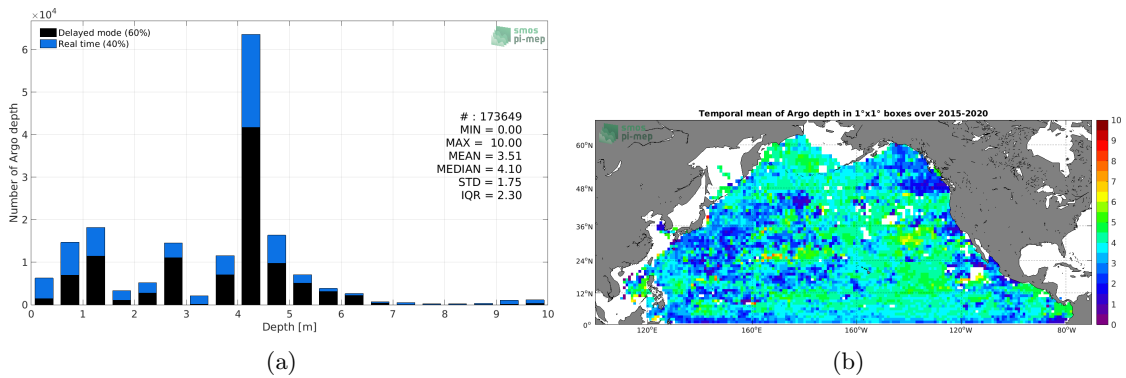 ×10⁴
Delayed mode (60%)
Real time (40%)
smos
pi-mep
Number of Argo depth
6
5
4
3
2
1
0
# : 173649
MIN = 0.00
MAX = 10.00
MEAN = 3.51
MEDIAN = 4.10
STD = 1.75
IQR = 2.30
0 1 2 3 4 5 6 7 8 9 10
Depth [m]
(a)
Temporal mean of Argo depth in 1°x1° boxes over 2015-2020
smos
pi-mep
60°N
48°N
36°N
24°N
12°N
0°
120°E 160°E 160°W 120°W 80°W
10
9
8
7
6
5
4
3
2
1
0
(b)